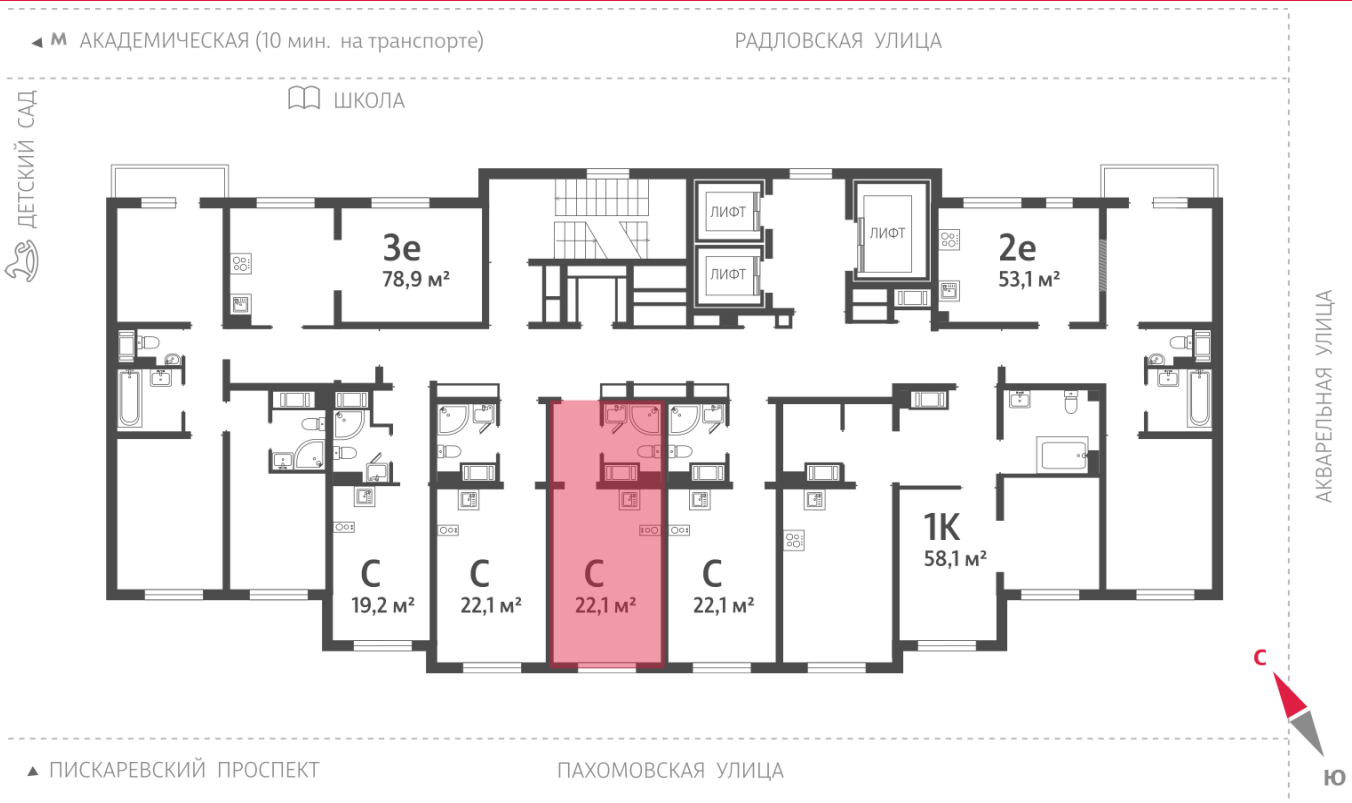 М АКАДЕМИЧЕСКАЯ (10 мин. на транспорте)
РАДЛОВСКАЯ УЛИЦА
ШКОЛА
ДЕТСКИЙ САД
ЛИФТ
ЛИФТ
ЛИФТ
3е
78,9 м²
2е
53,1 м²
АКВАРЕЛЬНАЯ УЛИЦА
1К
58,1 м²
С
19,2 м²
С
22,1 м²
С
22,1 м²
С
22,1 м²
С
Ю
ПИСКАРЕВСКИЙ ПРОСПЕКТ
ПАХОМОВСКАЯ УЛИЦА